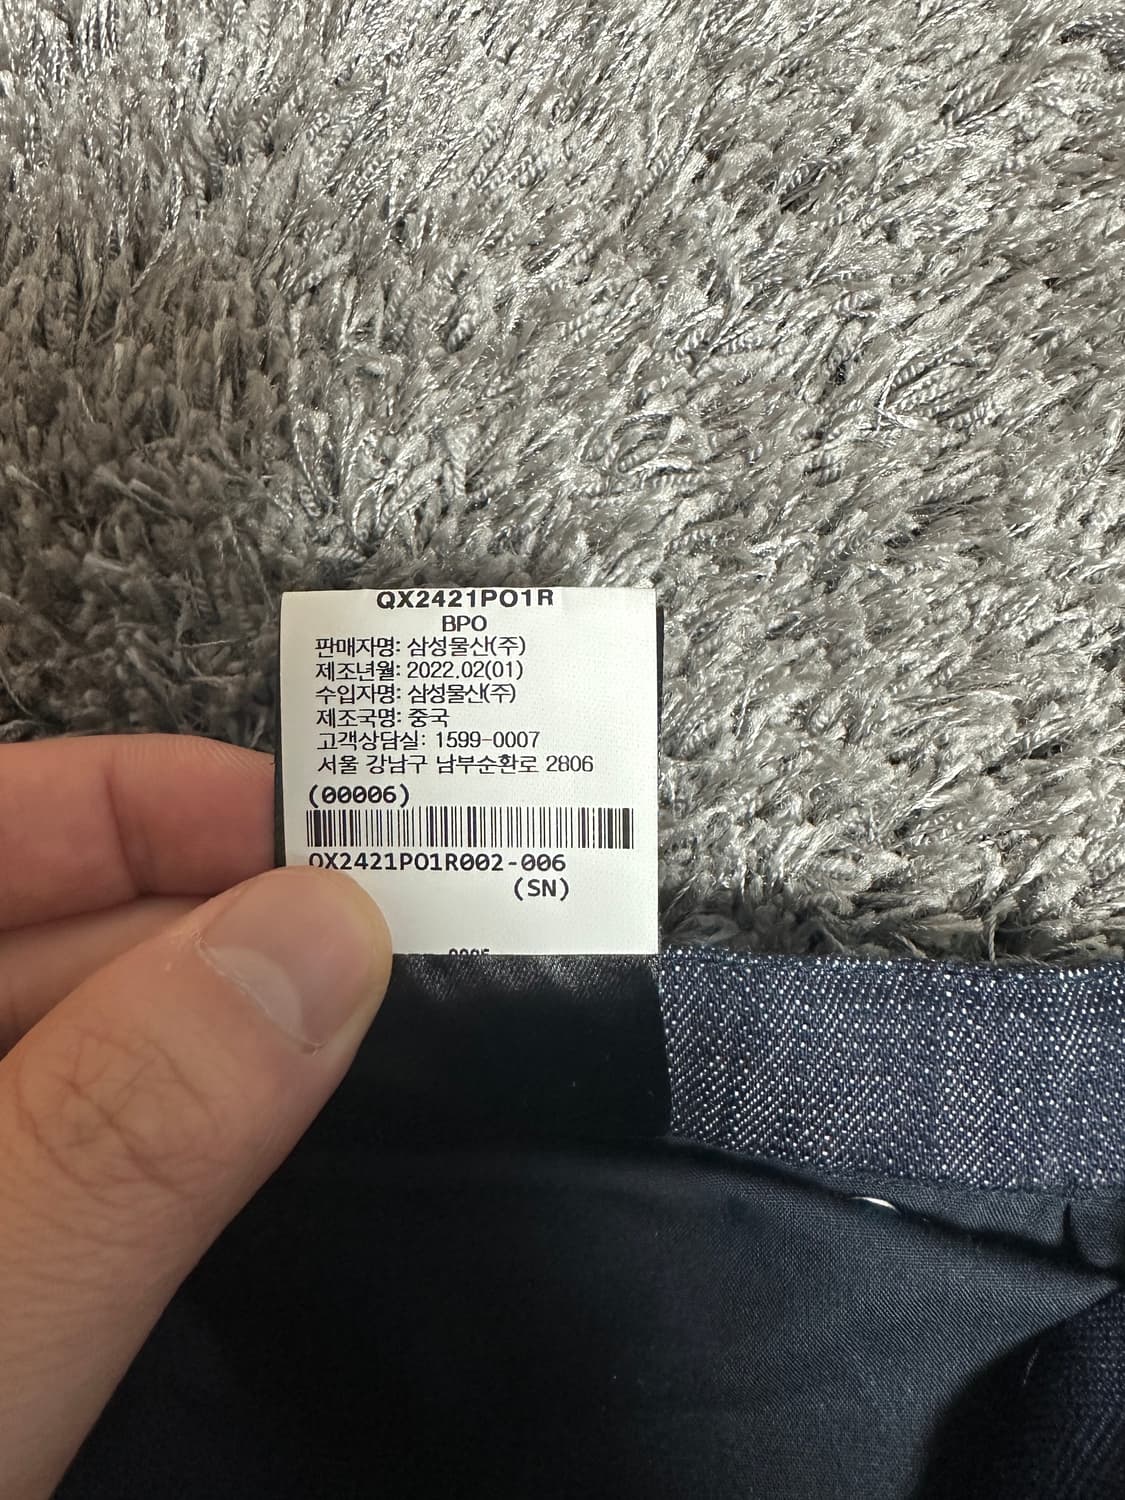 QX2421PO1R
BPO
판매자명: 삼성물산(주)
제조년월: 2022.02(01)
수입자명: 삼성물산(주)
제조국명: 중국
고객상담실: 1599-0007
서울 강남구 남부순환로 2806
(00006)
QX2421PO1R002-006
(SN)